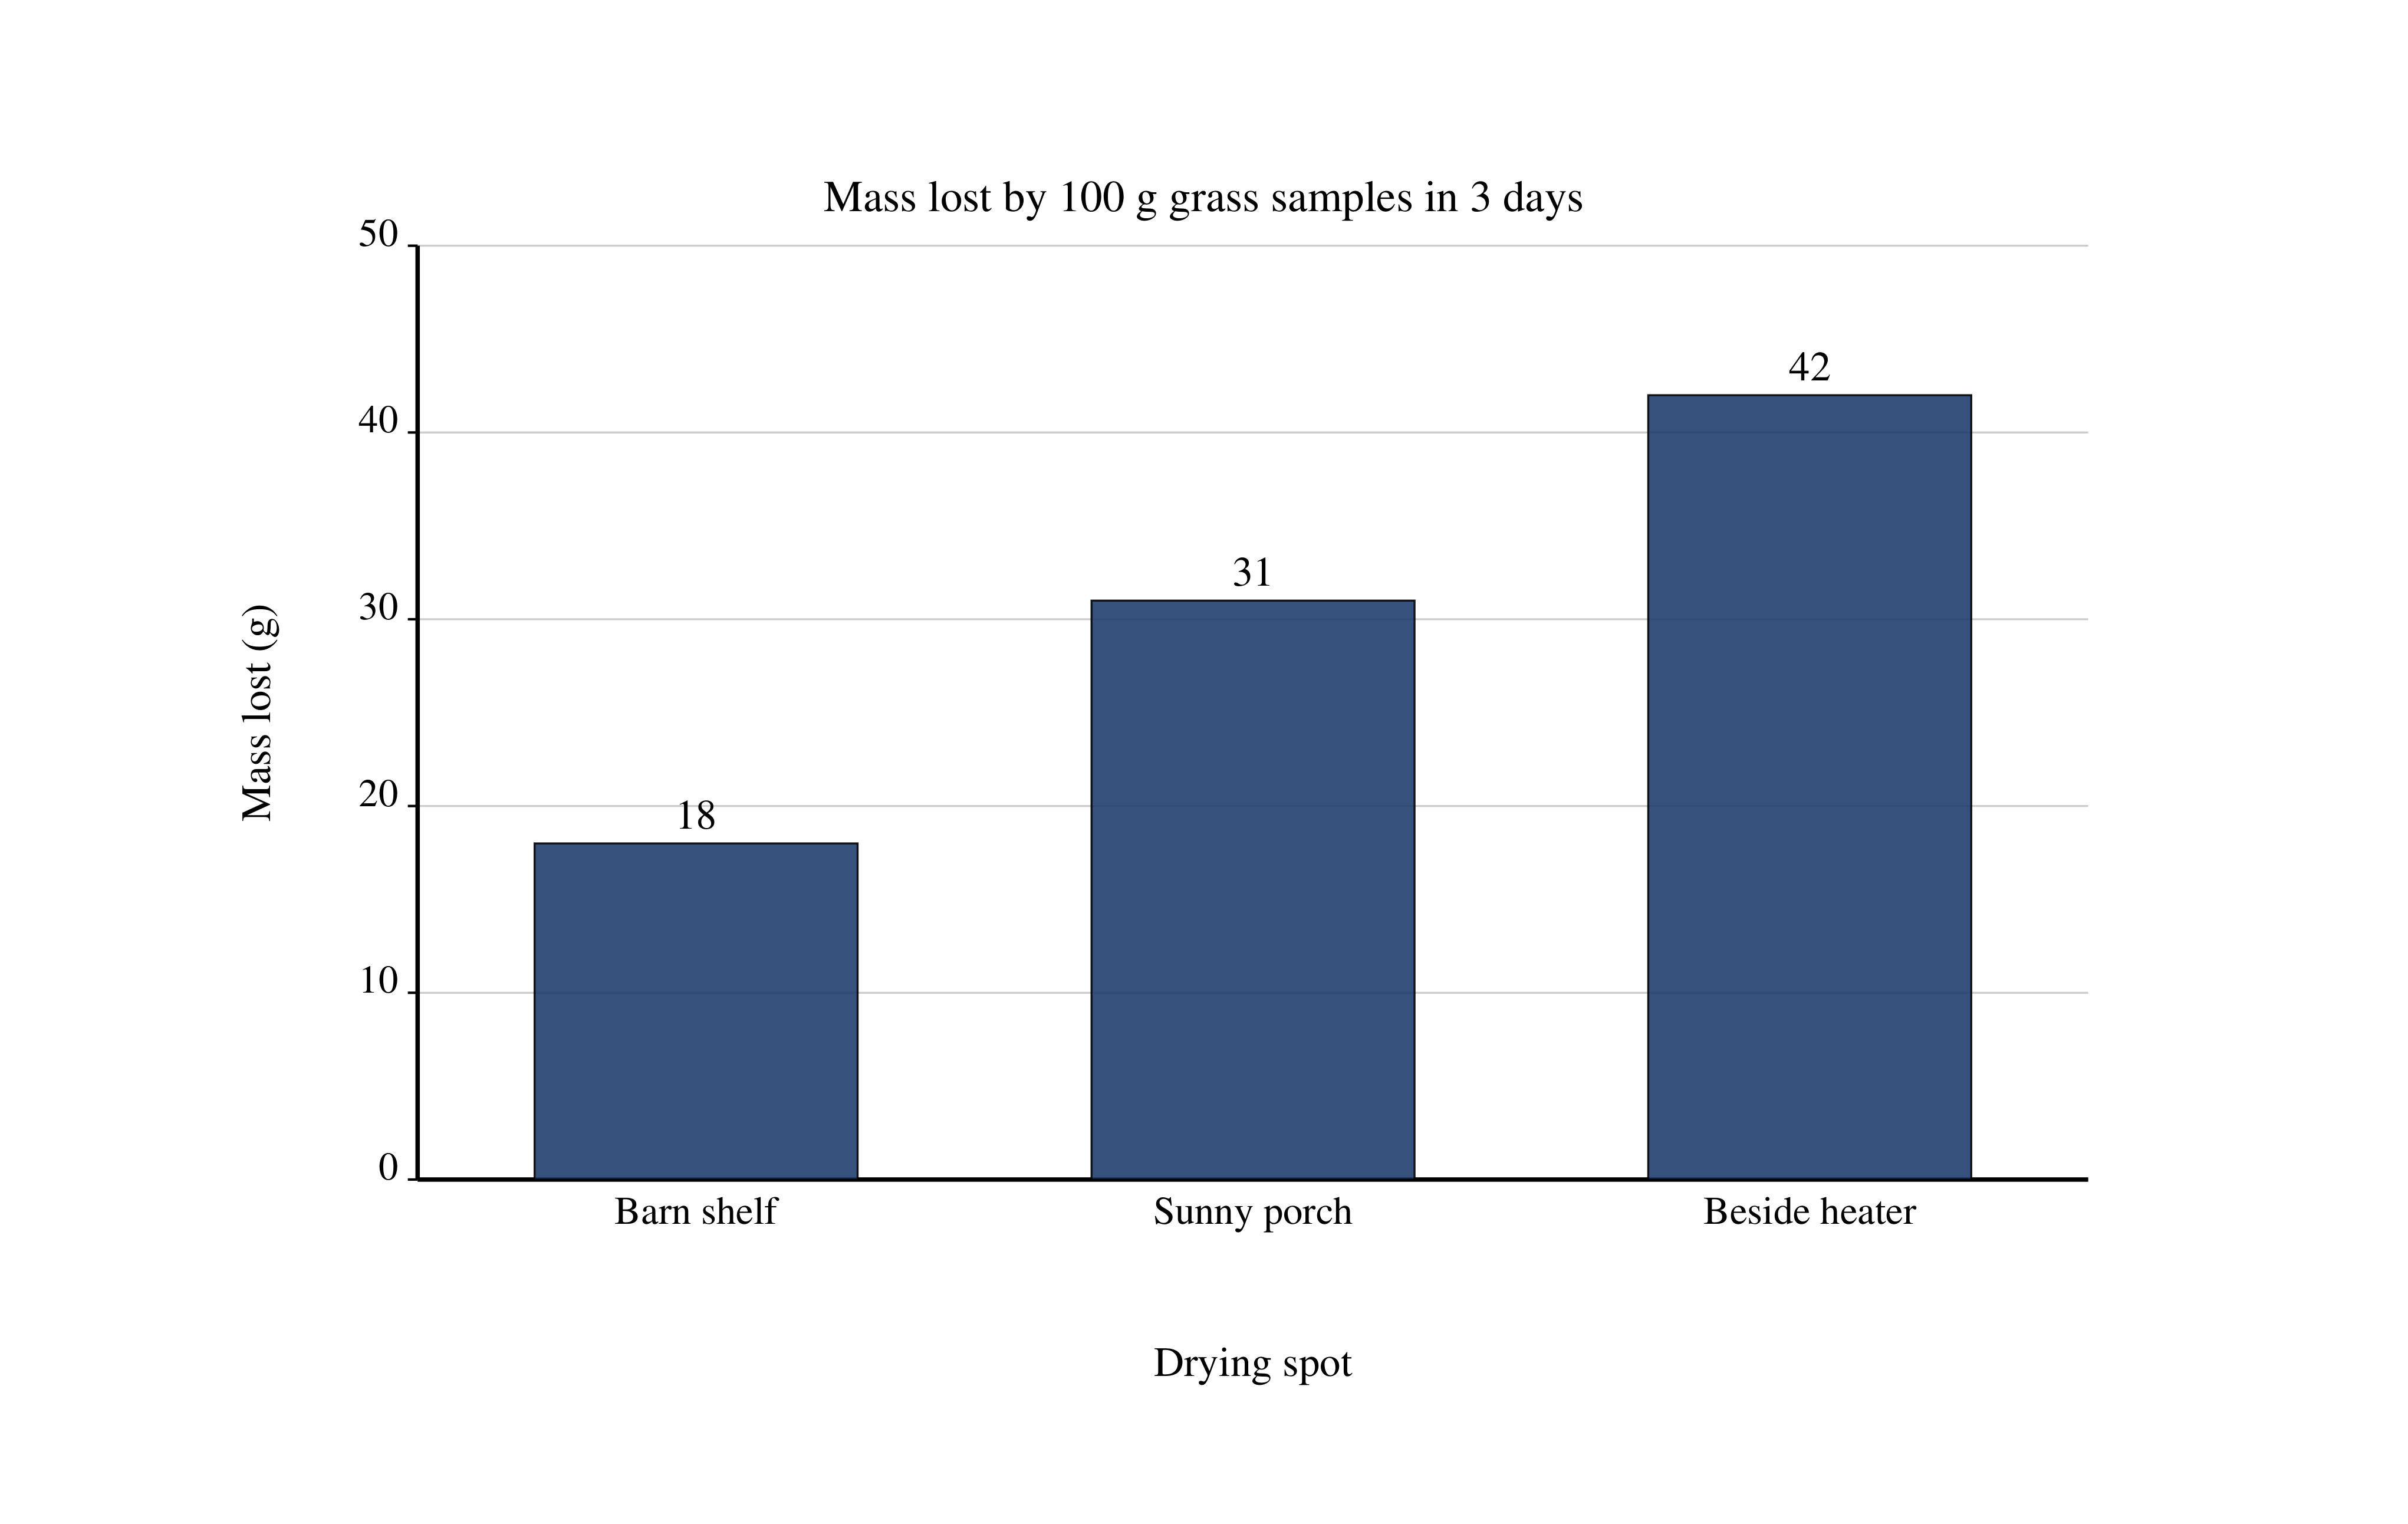 Mass lost by 100 g grass samples in 3 days
50
40
30
20
10
0
Mass lost (g)
18
31
42
Barn shelf
Sunny porch
Beside heater
Drying spot